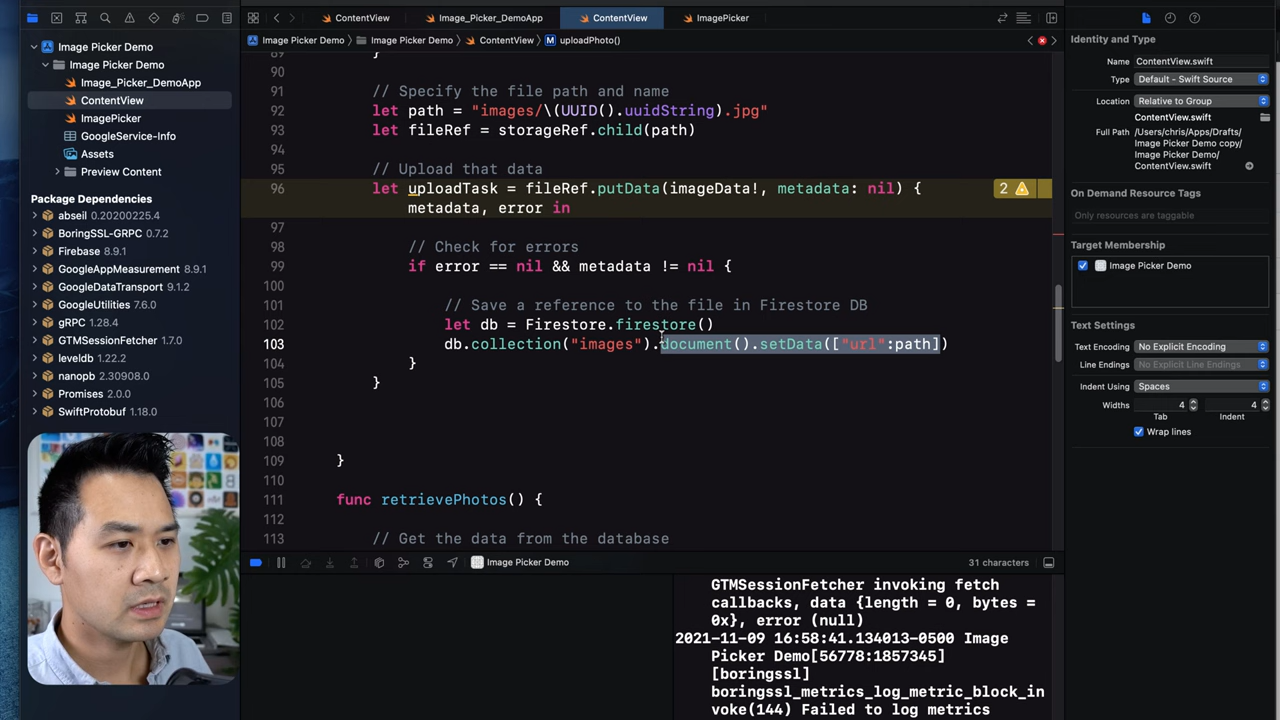 ContentView
Image_Picker_DemoApp
ContentView
ImagePicker
Image Picker Demo
Image Picker Demo
Image_Picker_DemoApp
ContentView
ImagePicker
GoogleService-Info
Assets
Preview Content
Package Dependencies
abseil 0.20200225.4
BoringSSL-GRPC 0.7.2
Firebase 8.9.1
GoogleAppMeasurement 8.9.1
GoogleDataTransport 9.1.2
GoogleUtilities 7.6.0
gRPC 1.28.4
GTMSessionFetcher 1.7.0
leveldb 1.22.2
nanopb 2.30908.0
Promises 2.0.0
SwiftProtobuf 1.18.0
Image Picker Demo Image Picker Demo ContentView M uploadPhoto()
89 }
90
91 // Specify the file path and name
92 let path = "images/\(UUID().uuidString).jpg"
93 let fileRef = storageRef.child(path)
94
95 // Upload that data
96 let uploadTask = fileRef.putData(imageData!, metadata: nil) { 2
metadata, error in
97
98 // Check for errors
99 if error == nil && metadata != nil {
100
101 // Save a reference to the file in Firestore DB
102 let db = Firestore.firestore()
103 db.collection("images").document().setData(["url":path])
104 }
105 }
106
107
108
109 }
110
111 func retrievePhotos() {
112
113 // Get the data from the database
Image Picker Demo
31 characters
GTMSessionFetcher invoking fetch
callbacks, data {length = 0, bytes =
0x}, error (null)
2021-11-09 16:58:41.134013-0500 Image
Picker Demo[56778:1857345]
[boringssl]
boringssl_metrics_log_metric_block_in
voke(144) Failed to log metrics
Identity and Type
Name ContentView.swift
Type Default - Swift Source
Location Relative to Group
ContentView.swift
Full Path /Users/chris/Apps/Drafts/
Image Picker Demo copy/
Image Picker Demo/
ContentView.swift
On Demand Resource Tags
Only resources are taggable
Target Membership
Image Picker Demo
Text Settings
Text Encoding No Explicit Encoding
Line Endings No Explicit Line Endings
Indent Using Spaces
Widths 4 4
Tab Indent
Wrap lines